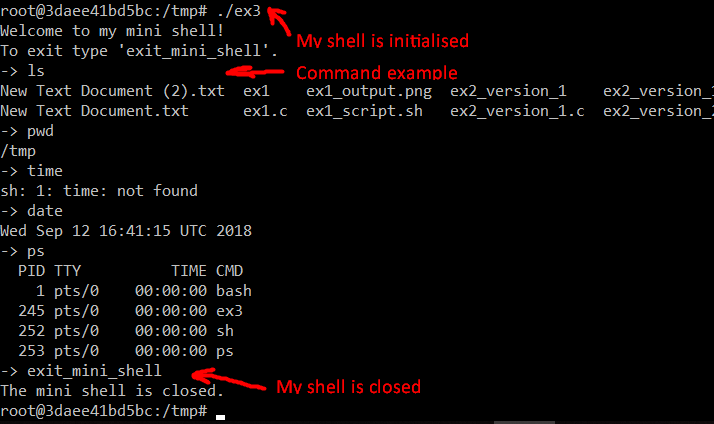 root@3daee41bd5bc:/tmp# ./ex3
My shell is initialised
Welcome to my mini shell!
To exit type 'exit_mini_shell'.
-> ls
Command example
New Text Document (2).txt  ex1    ex1_output.png  ex2_version_1    ex2_version_1
New Text Document.txt      ex1.c  ex1_script.sh   ex2_version_1.c  ex2_version_2
-> pwd
/tmp
-> time
sh: 1: time: not found
-> date
Wed Sep 12 16:41:15 UTC 2018
-> ps
  PID TTY          TIME CMD
    1 pts/0    00:00:00 bash
  245 pts/0    00:00:00 ex3
  252 pts/0    00:00:00 sh
  253 pts/0    00:00:00 ps
-> exit_mini_shell
My shell is closed
The mini shell is closed.
root@3daee41bd5bc:/tmp#